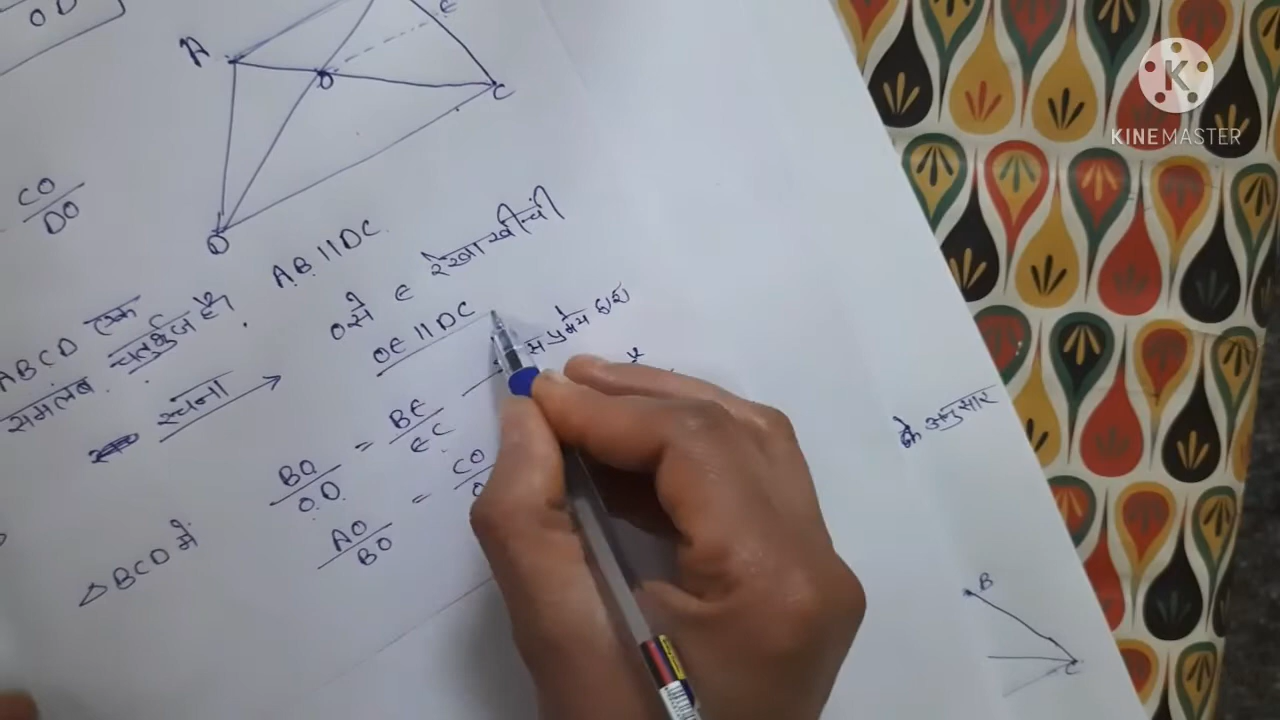 OD
A
E
O
C
D
CO
DO
AB||DC
ABCD एक
समलंब चतुर्भुज है।
रचना →
O से E रेखा खींची
OE || DC
BO/OD = BE/EC
प्रमेय द्वारा
AO/BO = CO
△BCD में
के अनुसार
B
C
K
KINEMASTER